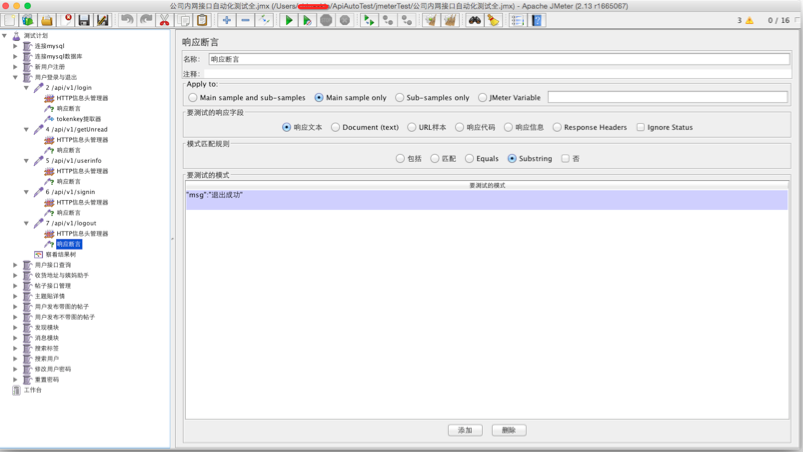 公司内网接口自动化测试全.jmx (/Users/ /ApiAutoTest/jmeterTest/公司内网接口自动化测试全.jmx) - Apache JMeter (2.13 r1665067)
3 0 / 16
测试计划
连接mysql
连接mysql数据库
新用户注册
用户登录与退出
2 /api/v1/login
HTTP信息头管理器
响应断言
tokenkey提取器
4 /api/v1/getUnread
HTTP信息头管理器
响应断言
5 /api/v1/userinfo
HTTP信息头管理器
响应断言
6 /api/v1/signin
HTTP信息头管理器
响应断言
7 /api/v1/logout
HTTP信息头管理器
响应断言
察看结果树
用户接口查询
收货地址与姨妈助手
帖子接口管理
主题贴详情
用户发布带图的帖子
用户发布不带图的帖子
发现模块
消息模块
搜索标签
搜索用户
修改用户密码
重置密码
工作台
响应断言
名称: 响应断言
注释:
Apply to:
Main sample and sub-samples Main sample only Sub-samples only JMeter Variable
要测试的响应字段
响应文本 Document (text) URL样本 响应代码 响应信息 Response Headers Ignore Status
模式匹配规则
包括 匹配 Equals Substring 否
要测试的模式
要测试的模式
"msg":"退出成功"
添加 删除